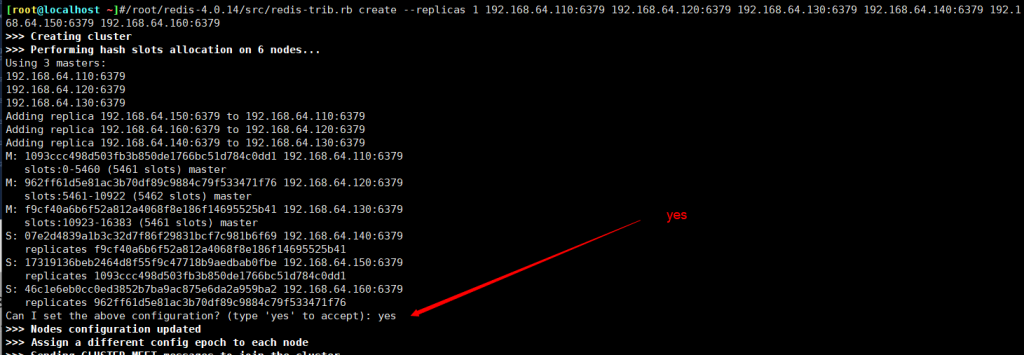 [root@localhost ~]#/root/redis-4.0.14/src/redis-trib.rb create --replicas 1 192.168.64.110:6379 192.168.64.120:6379 192.168.64.130:6379 192.168.64.140:6379 192.1
68.64.150:6379 192.168.64.160:6379
>>> Creating cluster
>>> Performing hash slots allocation on 6 nodes...
Using 3 masters:
192.168.64.110:6379
192.168.64.120:6379
192.168.64.130:6379
Adding replica 192.168.64.150:6379 to 192.168.64.110:6379
Adding replica 192.168.64.160:6379 to 192.168.64.120:6379
Adding replica 192.168.64.140:6379 to 192.168.64.130:6379
M: 1093ccc498d503fb3b850de1766bc51d784c0dd1 192.168.64.110:6379
slots:0-5460 (5461 slots) master
M: 962ff61d5e81ac3b70df89c9884c79f533471f76 192.168.64.120:6379
slots:5461-10922 (5462 slots) master
M: f9cf40a6b6f52a812a4068f8e186f14695525b41 192.168.64.130:6379
slots:10923-16383 (5461 slots) master
S: 07e2d4839a1b3c32d7f86f29831bcf7c981b6f69 192.168.64.140:6379
replicates f9cf40a6b6f52a812a4068f8e186f14695525b41
S: 17319136beb2464d8f55f9c47718b9aedbab0fbe 192.168.64.150:6379
replicates 1093ccc498d503fb3b850de1766bc51d784c0dd1
S: 46c1e6eb0cc0ed3852b7ba9ac875e6da2a959ba2 192.168.64.160:6379
replicates 962ff61d5e81ac3b70df89c9884c79f533471f76
Can I set the above configuration? (type 'yes' to accept): yes
yes
>>> Nodes configuration updated
>>> Assign a different config epoch to each node
>>> Sending CLUSTER MEET messages to join the cluster